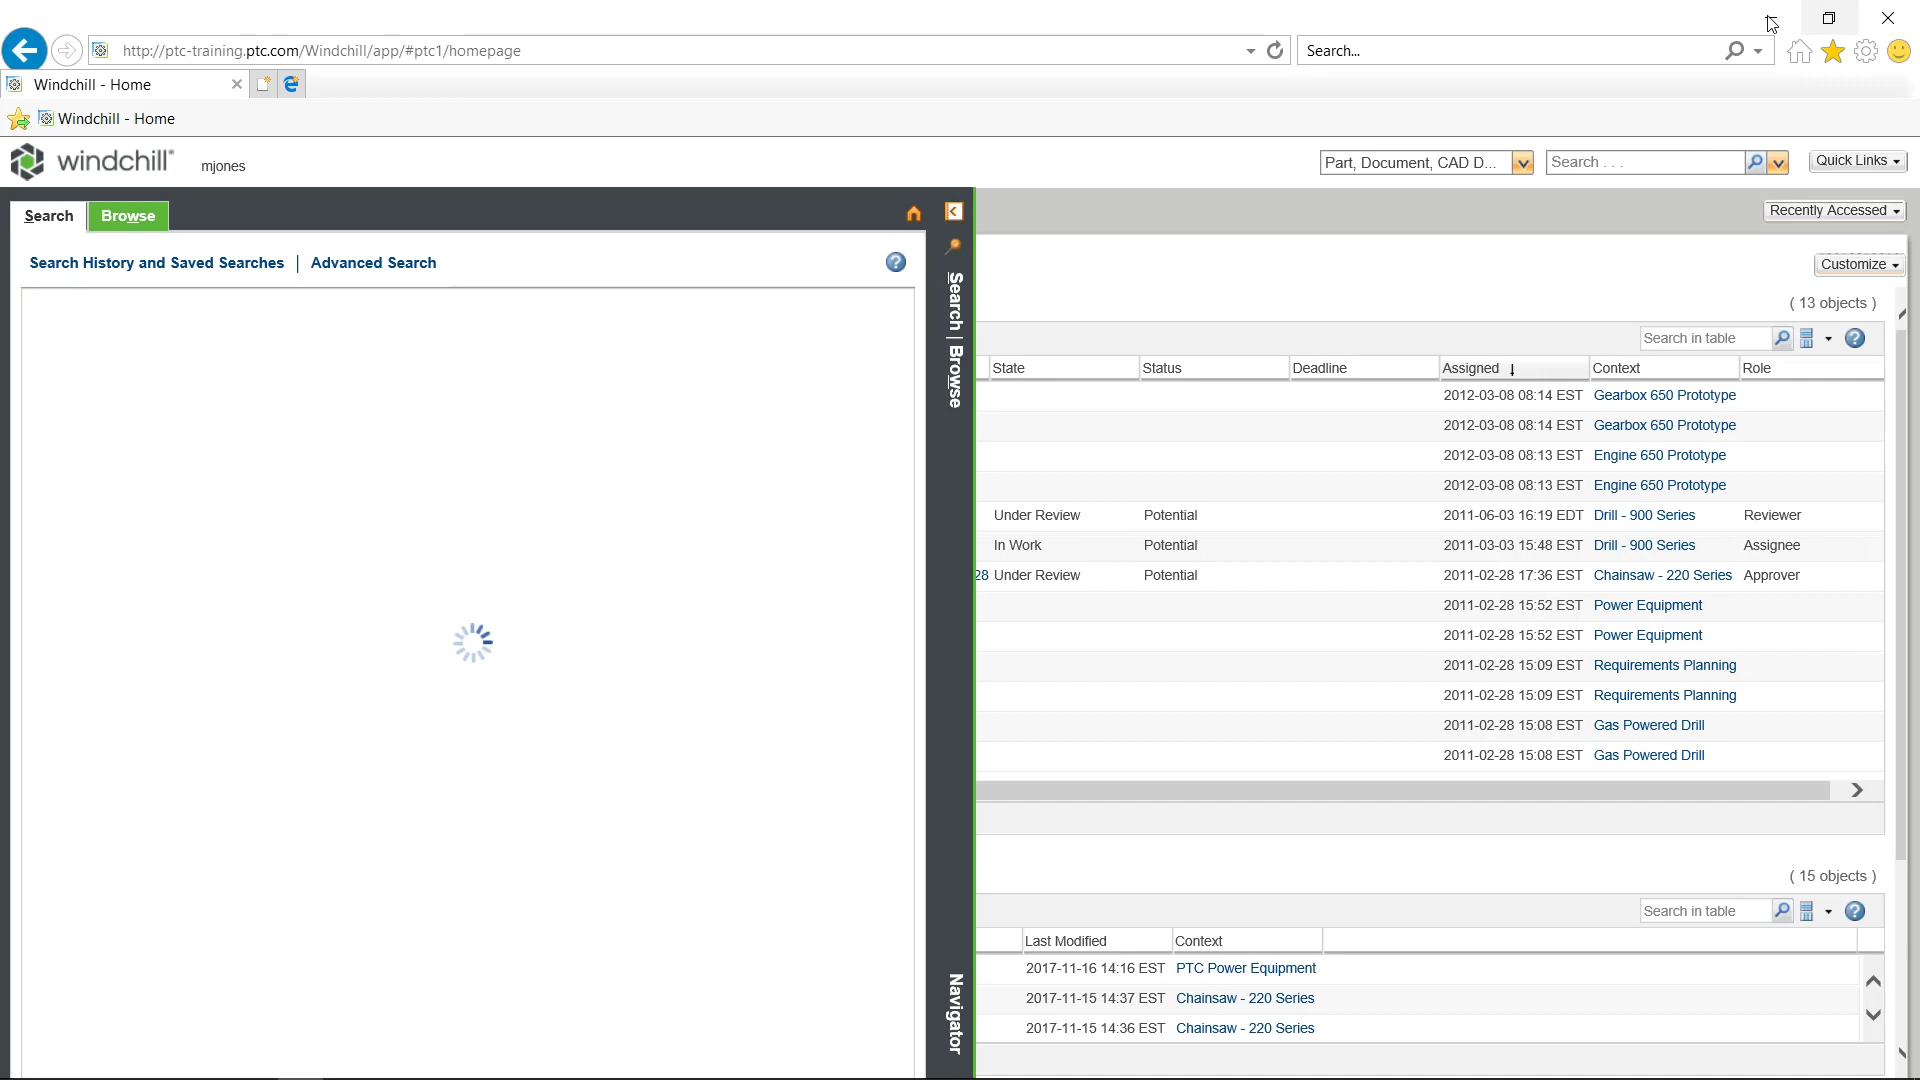 http://ptc-training.ptc.com/Windchill/app/#ptc1/homepage
Search...
Windchill - Home
Windchill - Home
windchill®
mjones
Part, Document, CAD D...
Search . . .
Quick Links
Search
Browse
Recently Accessed
Search History and Saved Searches | Advanced Search
Customize
Search | Browse
Navigator
( 13 objects )
Search in table
State Status Deadline Assigned Context Role
2012-03-08 08:14 EST Gearbox 650 Prototype
2012-03-08 08:14 EST Gearbox 650 Prototype
2012-03-08 08:13 EST Engine 650 Prototype
2012-03-08 08:13 EST Engine 650 Prototype
Under Review Potential 2011-06-03 16:19 EDT Drill - 900 Series Reviewer
In Work Potential 2011-03-03 15:48 EST Drill - 900 Series Assignee
28 Under Review Potential 2011-02-28 17:36 EST Chainsaw - 220 Series Approver
2011-02-28 15:52 EST Power Equipment
2011-02-28 15:52 EST Power Equipment
2011-02-28 15:09 EST Requirements Planning
2011-02-28 15:09 EST Requirements Planning
2011-02-28 15:08 EST Gas Powered Drill
2011-02-28 15:08 EST Gas Powered Drill
( 15 objects )
Search in table
Last Modified Context
2017-11-16 14:16 EST PTC Power Equipment
2017-11-15 14:37 EST Chainsaw - 220 Series
2017-11-15 14:36 EST Chainsaw - 220 Series